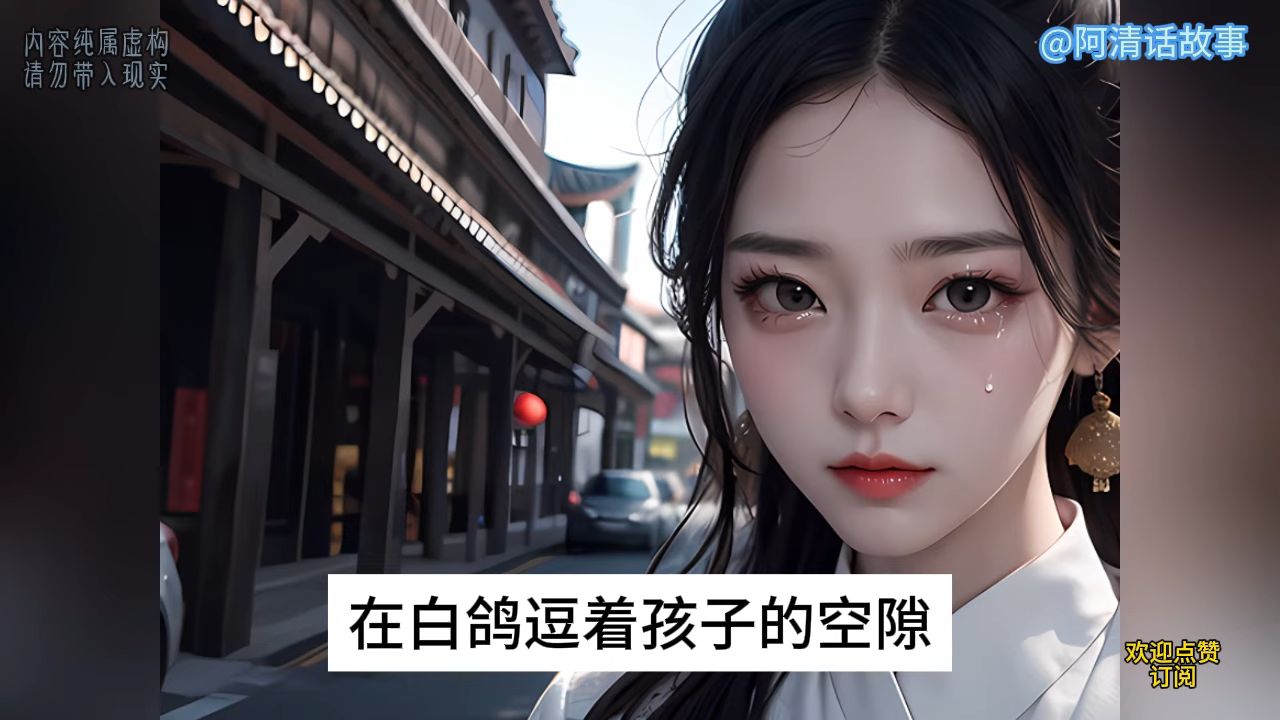 内容纯属虚构
请勿带入现实
@阿清话故事
在白鸽逗着孩子的空隙
欢迎点赞
订阅